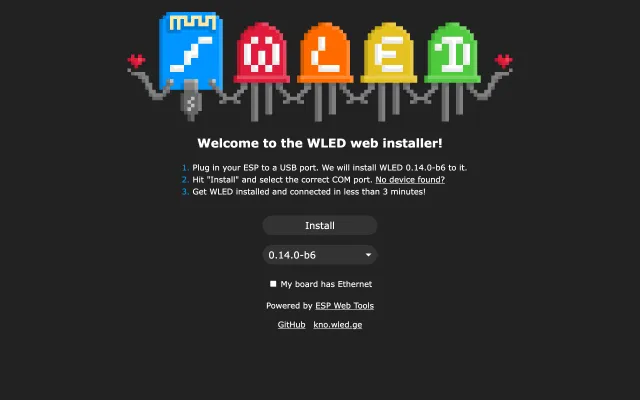 WLED
Welcome to the WLED web installer!
1. Plug in your ESP to a USB port. We will install WLED 0.14.0-b6 to it.
2. Hit "Install" and select the correct COM port. No device found?
3. Get WLED installed and connected in less than 3 minutes!
Install
0.14.0-b6
My board has Ethernet
Powered by ESP Web Tools
GitHub kno.wled.ge